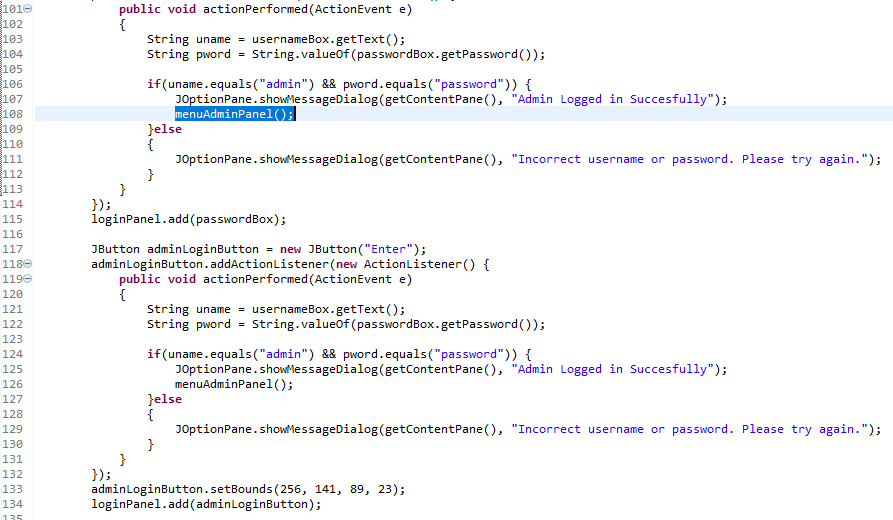 101 public void actionPerformed(ActionEvent e)
102 {
103 String uname = usernameBox.getText();
104 String pword = String.valueOf(passwordBox.getPassword());
105
106 if(uname.equals("admin") && pword.equals("password")) {
107 JOptionPane.showMessageDialog(getContentPane(), "Admin Logged in Succesfully");
108 menuAdminPanel();
109 }else
110 {
111 JOptionPane.showMessageDialog(getContentPane(), "Incorrect username or password. Please try again.");
112 }
113 }
114 });
115 loginPanel.add(passwordBox);
116
117 JButton adminLoginButton = new JButton("Enter");
118 adminLoginButton.addActionListener(new ActionListener() {
119 public void actionPerformed(ActionEvent e)
120 {
121 String uname = usernameBox.getText();
122 String pword = String.valueOf(passwordBox.getPassword());
123
124 if(uname.equals("admin") && pword.equals("password")) {
125 JOptionPane.showMessageDialog(getContentPane(), "Admin Logged in Succesfully");
126 menuAdminPanel();
127 }else
128 {
129 JOptionPane.showMessageDialog(getContentPane(), "Incorrect username or password. Please try again.");
130 }
131 }
132 });
133 adminLoginButton.setBounds(256, 141, 89, 23);
134 loginPanel.add(adminLoginButton);
135